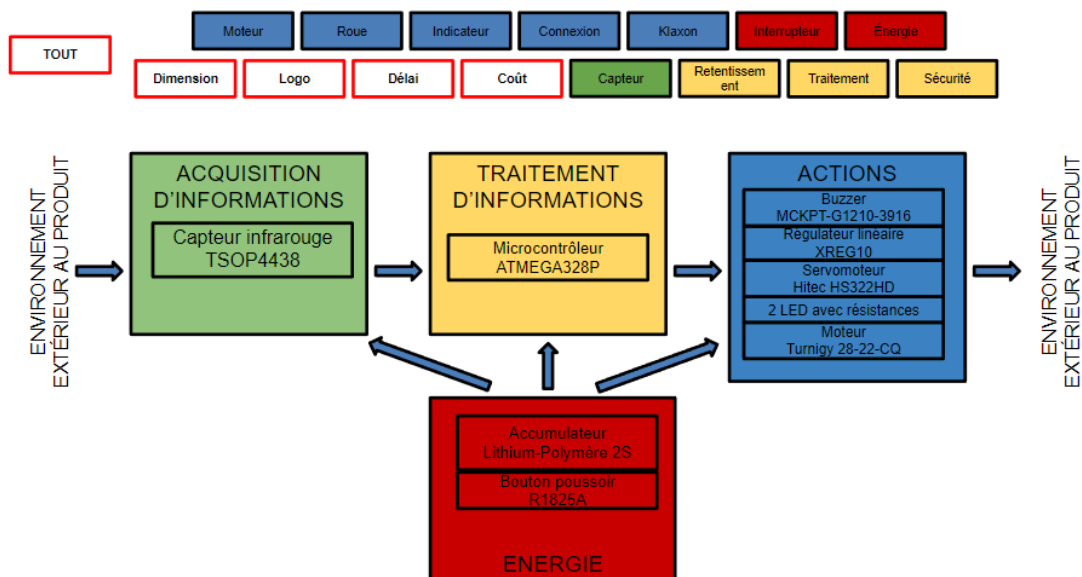 Moteur
Roue
Indicateur
Connexion
Klaxon
Interrupteur
Énergie
TOUT
Dimension
Logo
Délai
Coût
Capteur
Retentissem
ent
Traitement
Sécurité
ENVIRONNEMENT
EXTÉRIEUR AU PRODUIT
ACQUISITION
D'INFORMATIONS
Capteur infrarouge
TSOP4438
TRAITEMENT
D'INFORMATIONS
Microcontrôleur
ATMEGA328P
ACTIONS
Buzzer
MCKPT-G1210-3916
Régulateur linéaire
XREG10
Servomoteur
Hitec HS322HD
2 LED avec résistances
Moteur
Turnigy 28-22-CQ
ENVIRONNEMENT
EXTÉRIEUR AU PRODUIT
Accumulateur
Lithium-Polymère 2S
Bouton poussoir
R1825A
ENERGIE